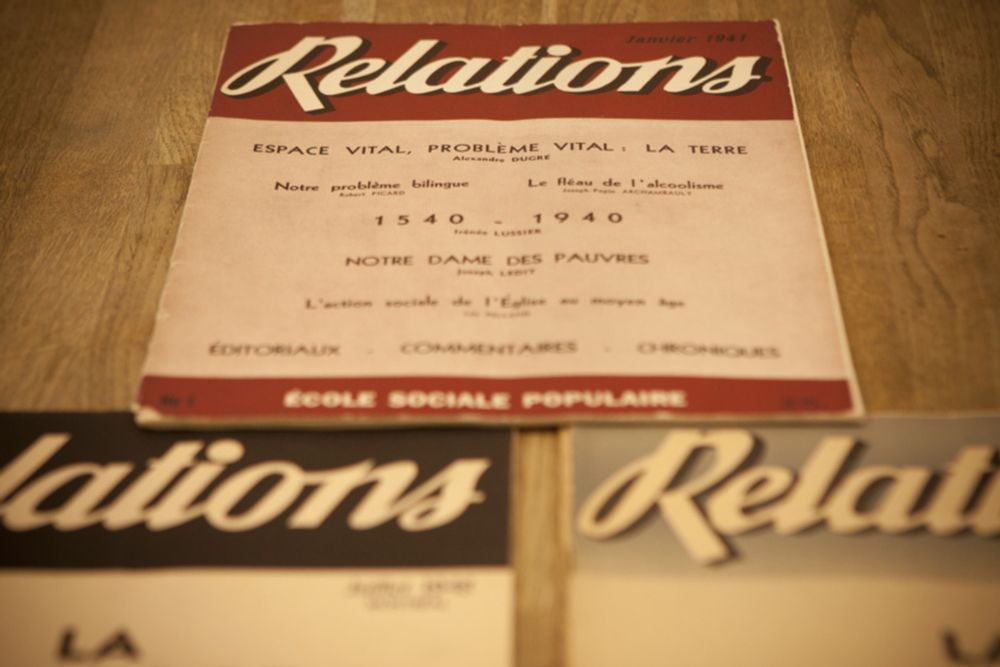 Relations
Janvier 1941
ESPACE VITAL, PROBLÈME VITAL : LA TERRE
Alexandre DUGRÉ
Notre problème bilingue
Robert PICARD
Le fléau de l'alcoolisme
Joseph-Papin ARCHAMBAULT
1540 - 1940
Irénée LUSSIER
NOTRE DAME DES PAUVRES
Joseph LEDIT
L'action sociale de l'Église au moyen âge
ÉDITORIAUX - COMMENTAIRES - CHRONIQUES
No 1
ÉCOLE SOCIALE POPULAIRE
lations
LA
Relati